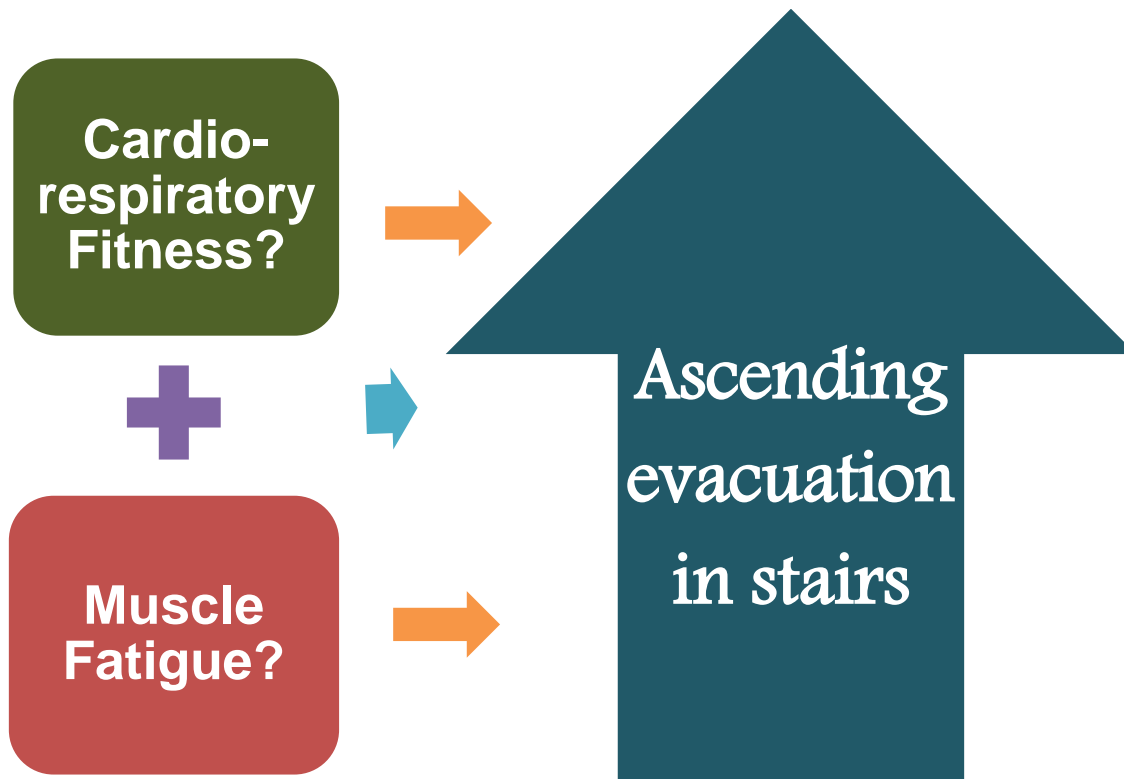 Cardio-
respiratory
Fitness?
Muscle
Fatigue?
Ascending
evacuation
in stairs